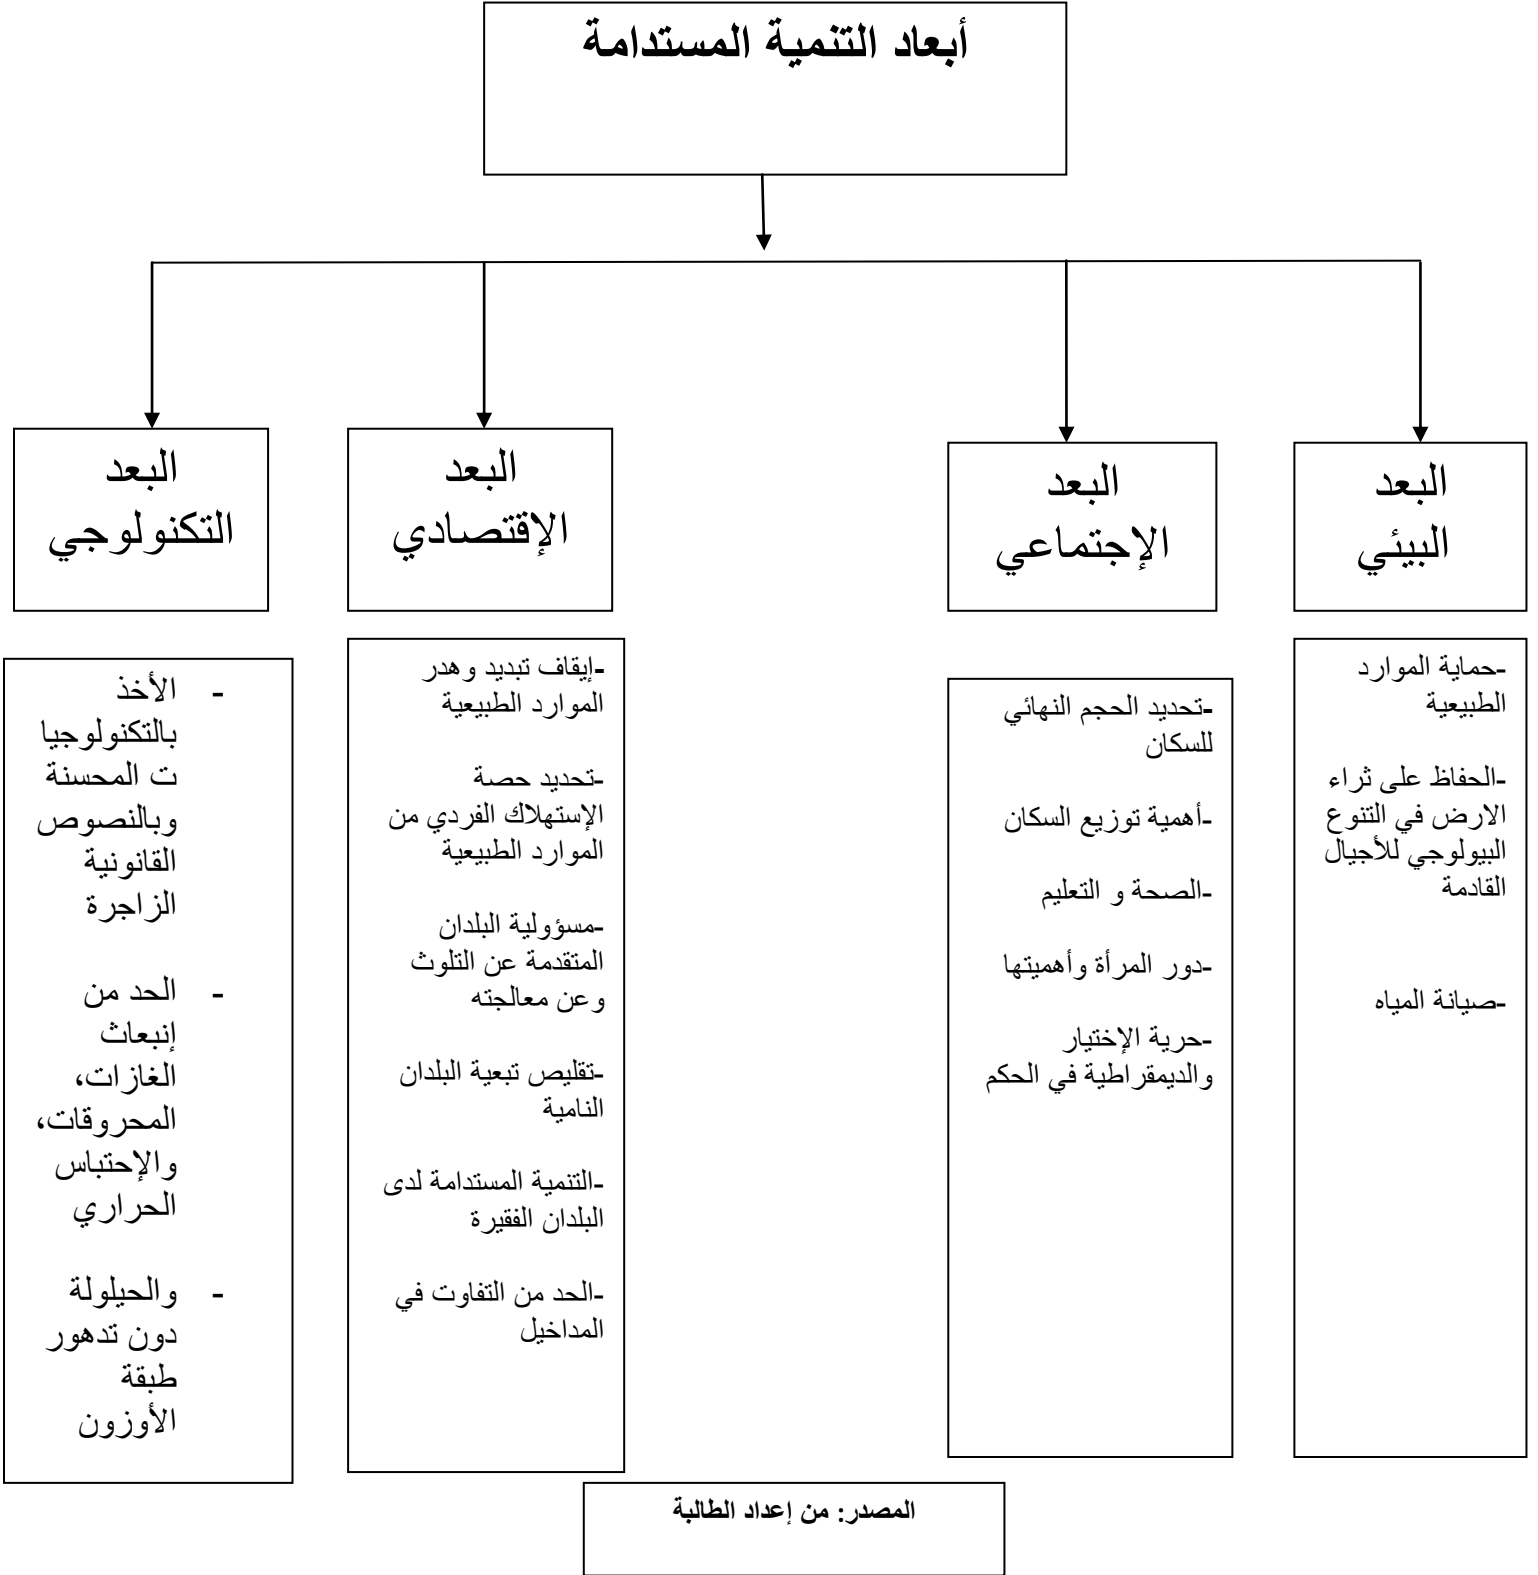 أبعاد التنمية المستدامة
البعد
البيئي
البعد
الإجتماعي
البعد
الإقتصادي
البعد
التكنولوجي
-حماية الموارد
الطبيعية
-الحفاظ على ثراء
الارض في التنوع
البيولوجي للأجيال
القادمة
-صيانة المياه
-تحديد الحجم النهائي
للسكان
-أهمية توزيع السكان
-الصحة و التعليم
-دور المرأة وأهميتها
-حرية الإختيار
والديمقراطية في الحكم
-إيقاف تبديد وهدر
الموارد الطبيعية
-تحديد حصة
الإستهلاك الفردي من
الموارد الطبيعية
-مسؤولية البلدان
المتقدمة عن التلوث
وعن معالجته
-تقليص تبعية البلدان
النامية
-التنمية المستدامة لدى
البلدان الفقيرة
-الحد من التفاوت في
المداخيل
- الأخذ
بالتكنولوجيا
ت المحسنة
وبالنصوص
القانونية
الزاجرة
- الحد من
إنبعاث
الغازات،
المحروقات،
والإحتباس
الحراري
- والحيلولة
دون تدهور
طبقة
الأوزون
المصدر: من إعداد الطالبة